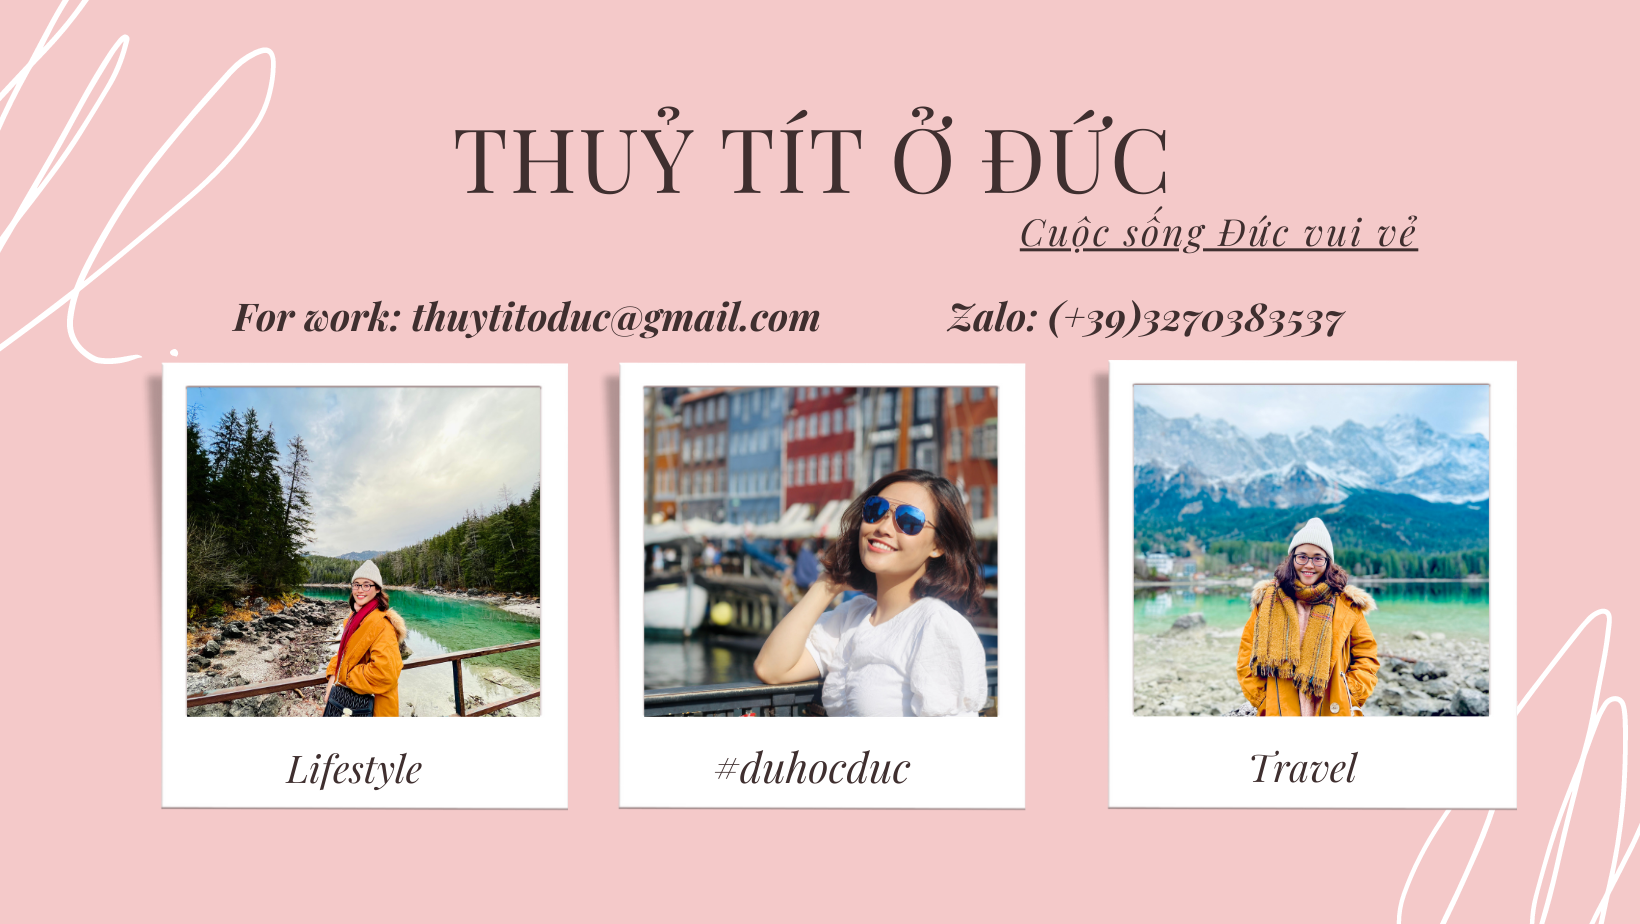 THUỶ TÍT Ở ĐỨC
Cuộc sống Đức vui vẻ
For work: thuytitoduc@gmail.com
Zalo: (+39)3270383537
Lifestyle
#duhocduc
Travel